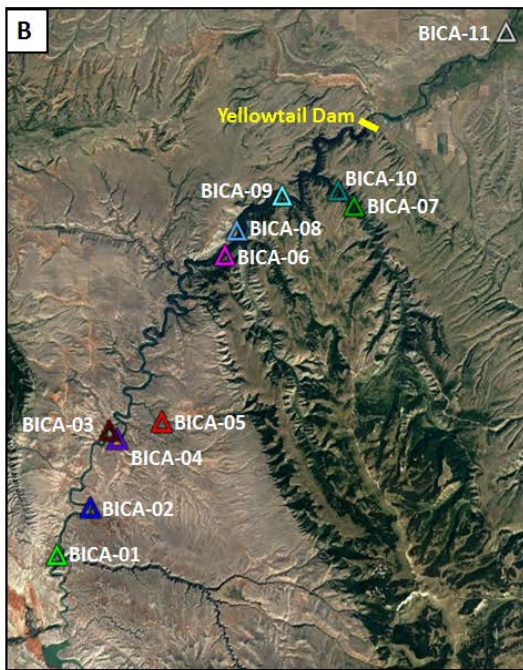 B
BICA-11
Yellowtail Dam
BICA-09
BICA-10
BICA-07
BICA-08
BICA-06
BICA-03
BICA-05
BICA-04
BICA-02
BICA-01